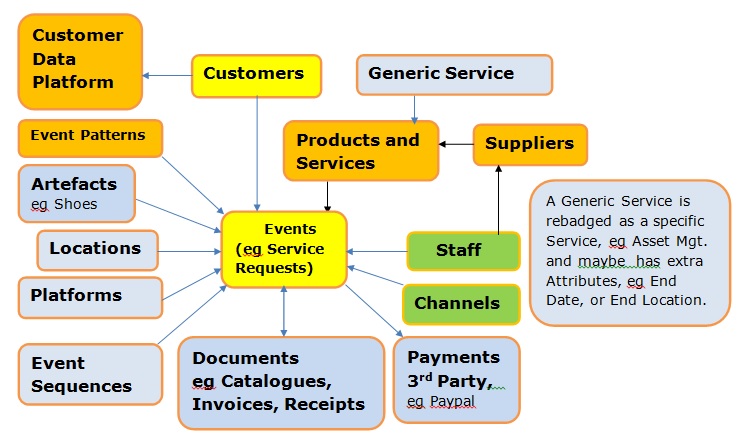 Customer
Data
Platform
Customers
Generic Service
Event Patterns
Products and
Services
Suppliers
Artefacts
eg Shoes
Events
(eg Service
Requests)
A Generic Service is
rebadged as a specific
Service, eg Asset Mgt.
and maybe  has extra
Attributes, eg End
Date, or End Location.
Locations
Staff
Platforms
Channels
Event
Sequences
Documents
eg Catalogues,
Invoices, Receipts
Payments
3rd Party,
eg Paypal